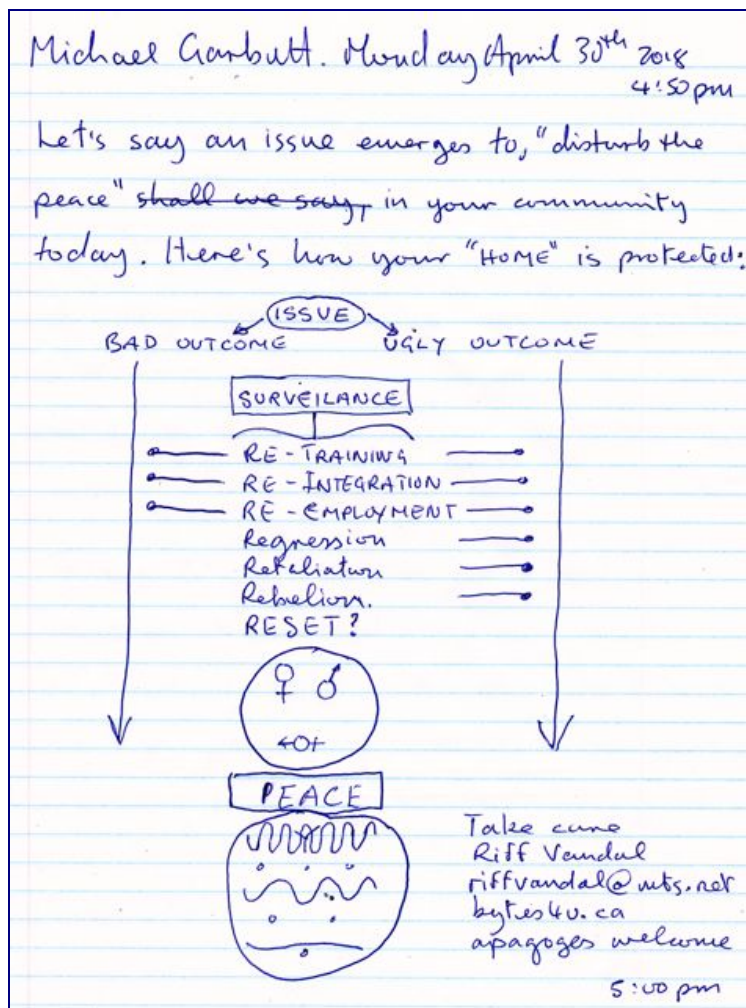 Michael Garbutt. Monday April 30th 2018
4:50pm
Let's say an issue emerges to, "disturb the
peace" shall we say, in your community
today. Here's how your "HOME" is protected:
ISSUE
BAD OUTCOME UGLY OUTCOME
SURVEILANCE
RE-TRAINING
RE-INTEGRATION
RE-EMPLOYMENT
Regression
Retaliation
Rebelion.
RESET?
♀ ♂
PEACE
Take care
Riff Vandal
riffvandal@mts.net
bytes4u.ca
apagoges welcome
5:00pm